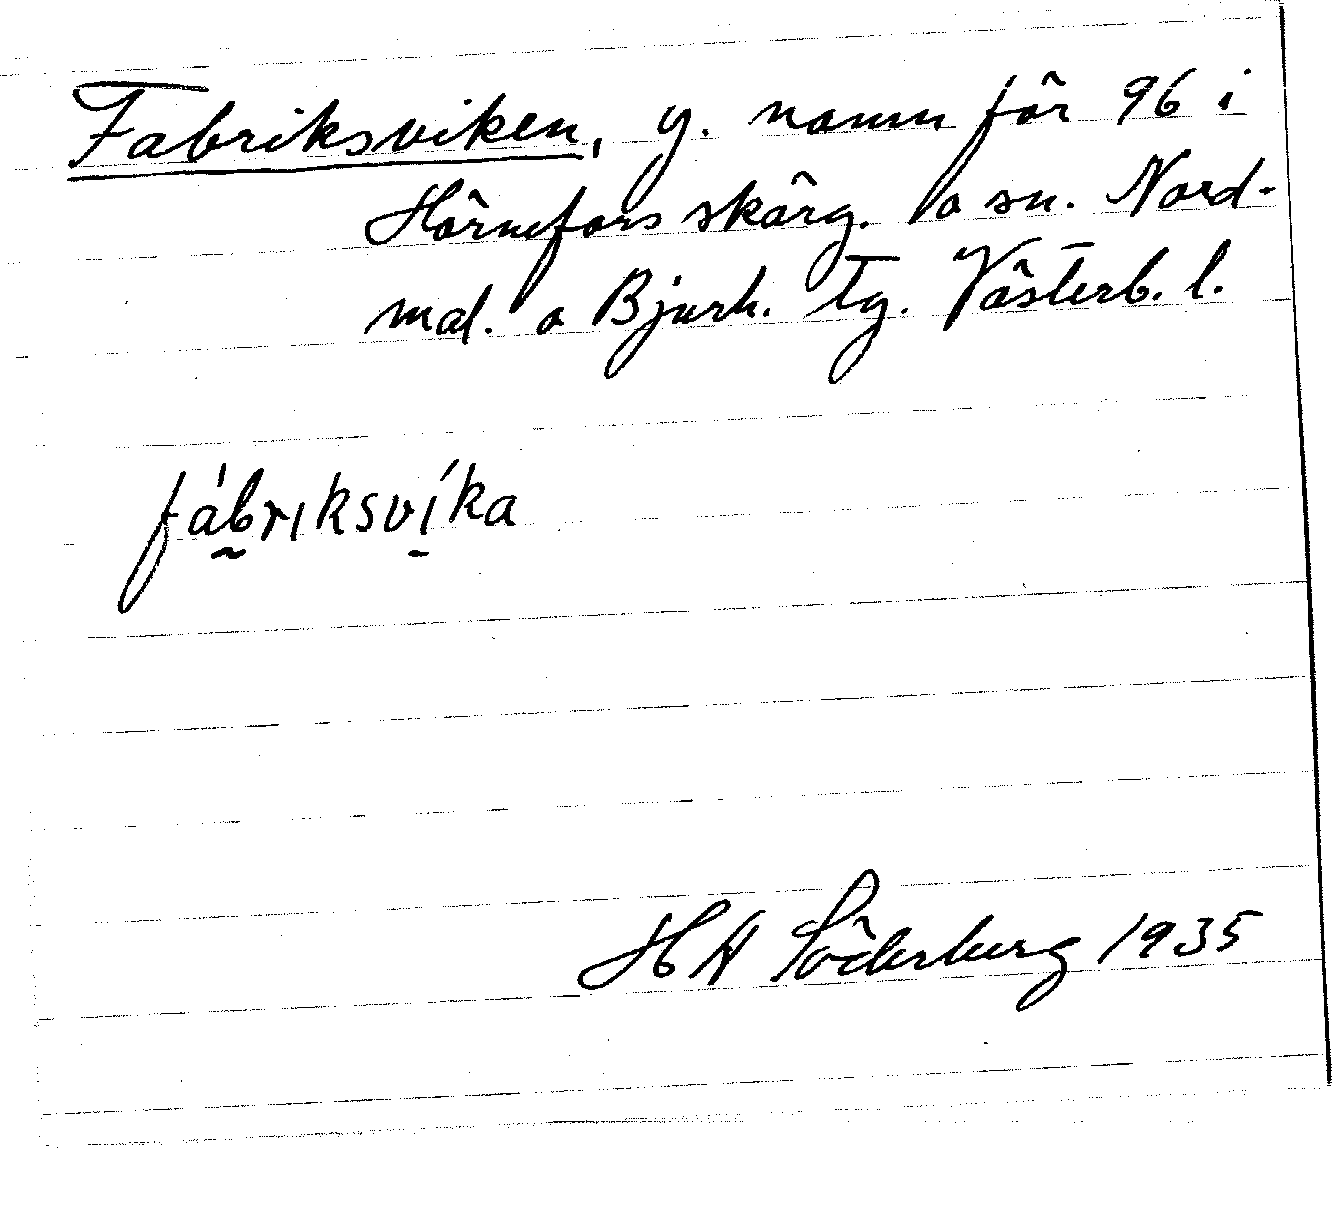 Fabriksviken, y. namn för 96 i
Hörnefors skärg. o sn. Nord-
mal. o Bjurh. tg. Västerb. l.
fábriksvíka
H H Söderberg 1935